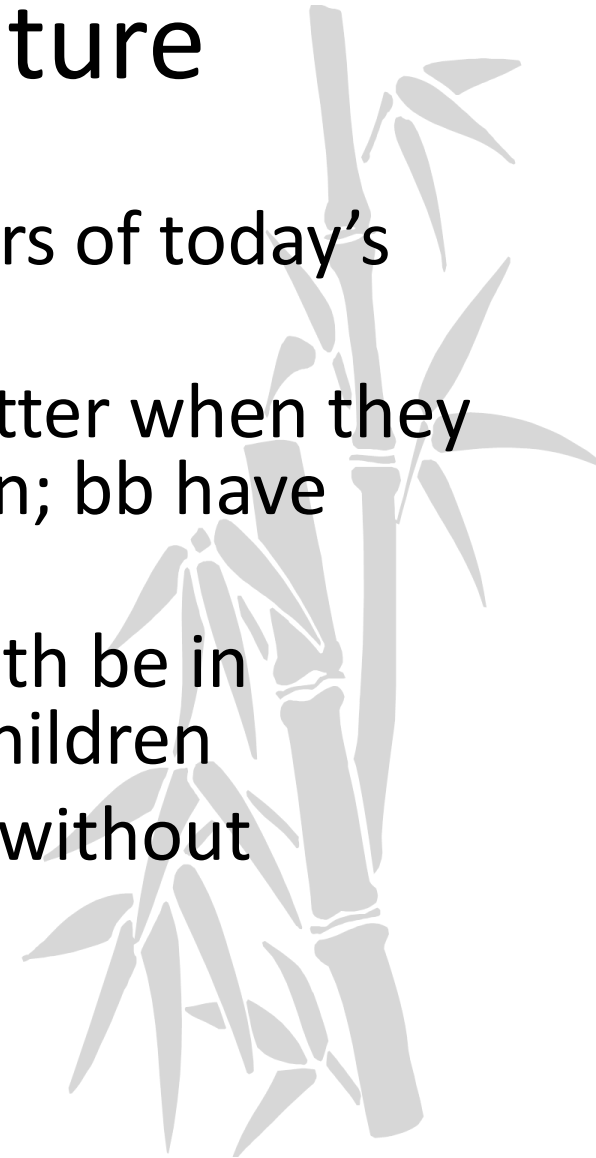 ture
rs of today’s
tter when they
n; bb have
th be in
hildren
without